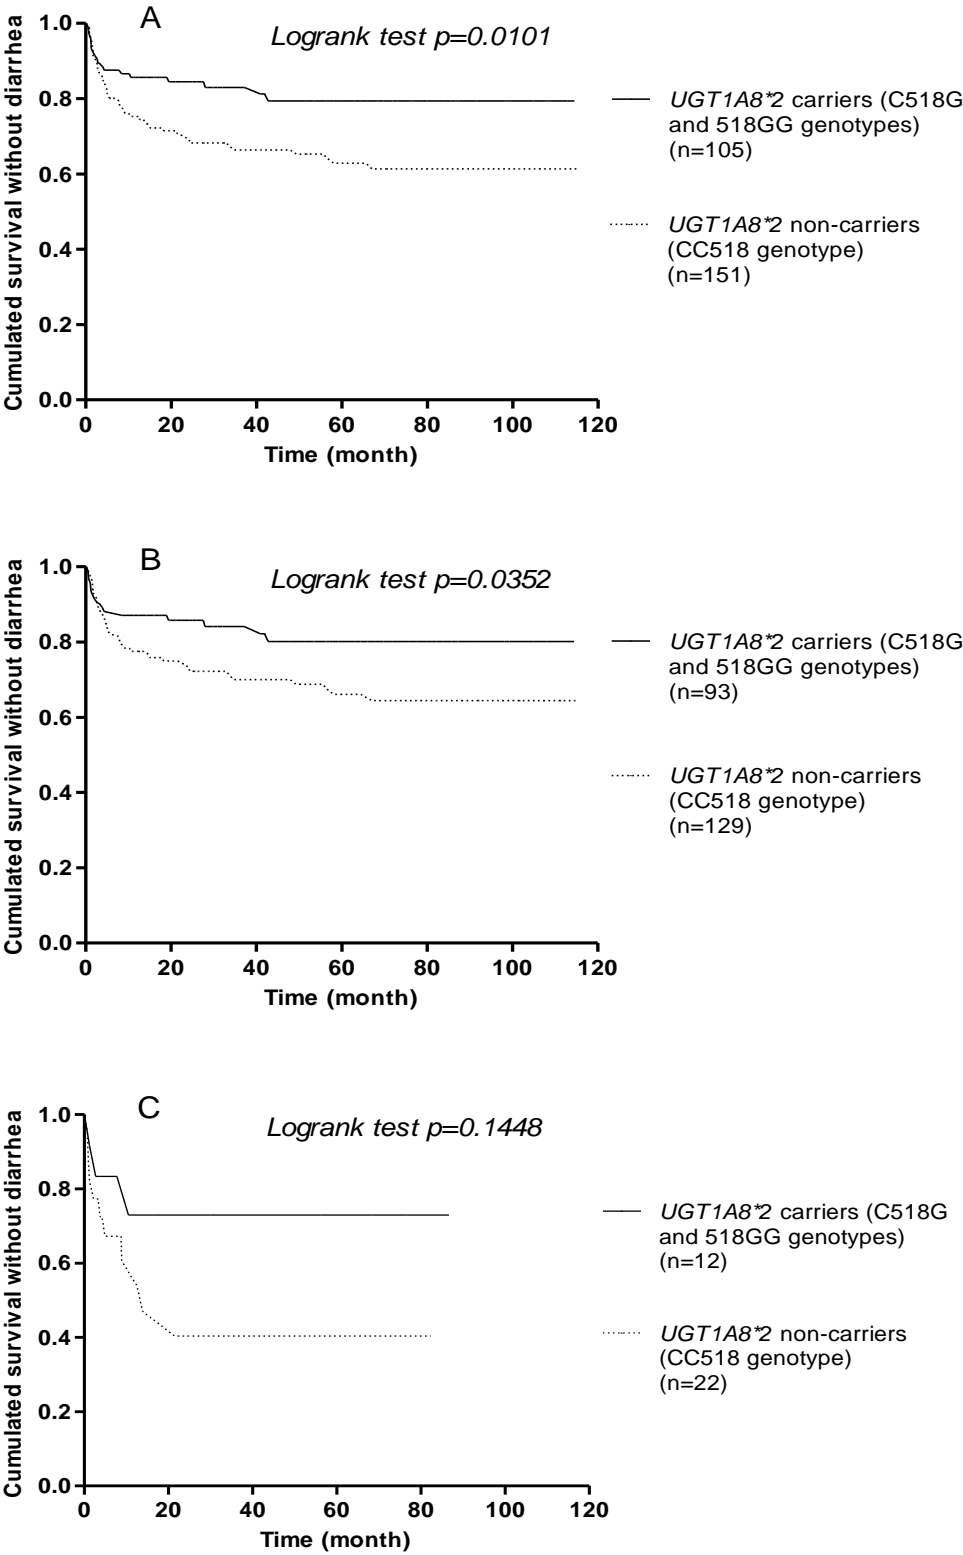 A
Logrank test p=0.0101
Cumulated survival without diarrhea
1.0
0.8
0.6
0.4
0.2
0.0
0 20 40 60 80 100 120
Time (month)
UGT1A8*2 carriers (C518G
and 518GG genotypes)
(n=105)
UGT1A8*2 non-carriers
(CC518 genotype)
(n=151)
B
Logrank test p=0.0352
Cumulated survival without diarrhea
1.0
0.8
0.6
0.4
0.2
0.0
0 20 40 60 80 100 120
Time (month)
UGT1A8*2 carriers (C518G
and 518GG genotypes)
(n=93)
UGT1A8*2 non-carriers
(CC518 genotype)
(n=129)
C
Logrank test p=0.1448
Cumulated survival without diarrhea
1.0
0.8
0.6
0.4
0.2
0.0
0 20 40 60 80 100 120
Time (month)
UGT1A8*2 carriers (C518G
and 518GG genotypes)
(n=12)
UGT1A8*2 non-carriers
(CC518 genotype)
(n=22)